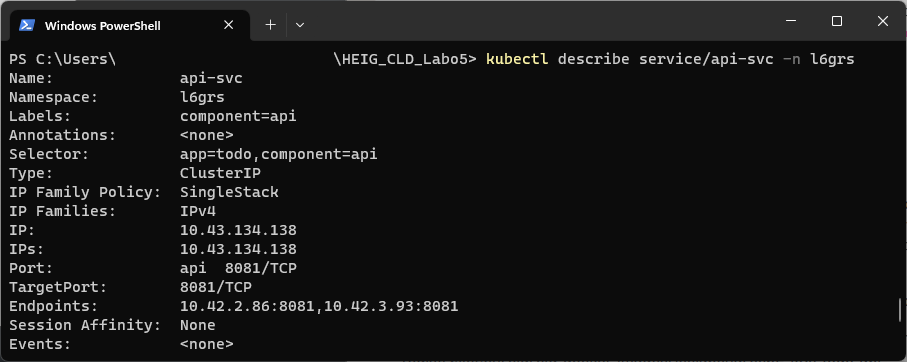 Windows PowerShell
PS C:\Users\ \HEIG_CLD_Labo5> kubectl describe service/api-svc -n l6grs
Name: api-svc
Namespace: l6grs
Labels: component=api
Annotations: <none>
Selector: app=todo,component=api
Type: ClusterIP
IP Family Policy: SingleStack
IP Families: IPv4
IP: 10.43.134.138
IPs: 10.43.134.138
Port: api 8081/TCP
TargetPort: 8081/TCP
Endpoints: 10.42.2.86:8081,10.42.3.93:8081
Session Affinity: None
Events: <none>